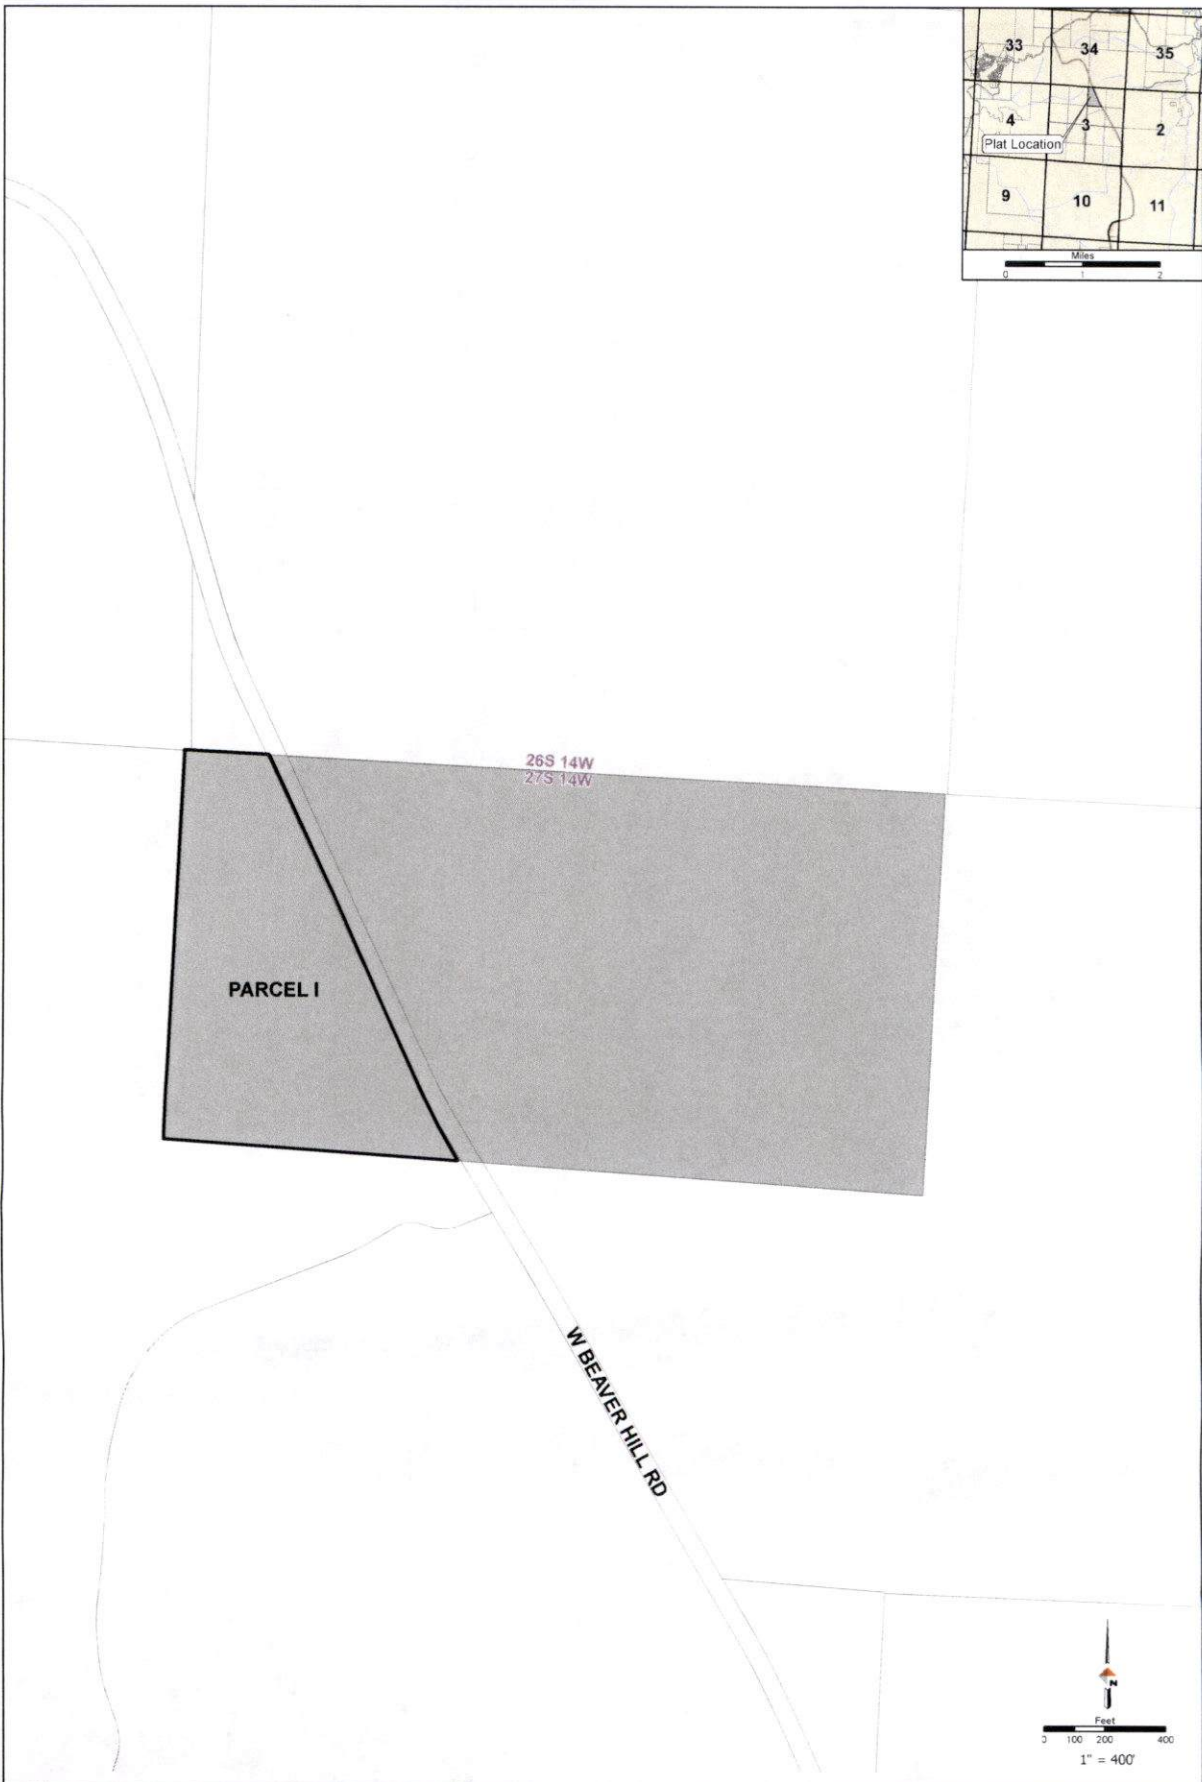 33 34 35
4 3 2
Plat Location
9 10 11
Miles
0 1 2
26S 14W
27S 14W
PARCEL I
W BEAVER HILL RD
N
Feet
0 100 200 400
1" = 400'